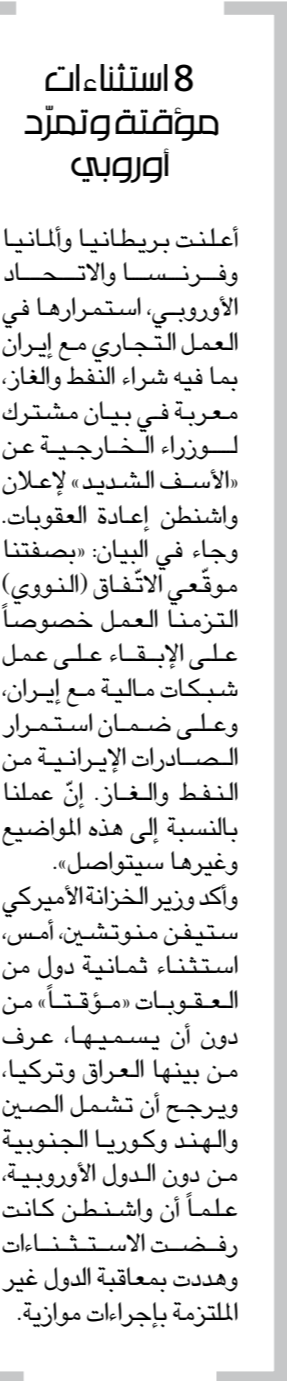 8 استثناءات
مؤقتة وتمرّد
أوروبي
أعلنت بريطانيا وألمانيا
وفرنسا والاتحاد
الأوروبي، استمرارها في
العمل التجاري مع إيران
بما فيه شراء النفط والغاز،
معربة في بيان مشترك
لوزراء الخارجية عن
«الأسف الشديد» لإعلان
واشنطن إعادة العقوبات.
وجاء في البيان: «بصفتنا
موقّعي الاتّفاق (النووي)
التزمنا العمل خصوصاً
على الإبقاء على عمل
شبكات مالية مع إيران،
وعلى ضمان استمرار
الصادرات الإيرانية من
النفط والغاز. إنّ عملنا
بالنسبة إلى هذه المواضيع
وغيرها سيتواصل».
وأكد وزير الخزانة الأميركي
ستيفن منوتشين، أمس،
استثناء ثمانية دول من
العقوبات «مؤقتاً» من
دون أن يسميها، عرف
من بينها العراق وتركيا،
ويرجح أن تشمل الصين
والهند وكوريا الجنوبية
من دون الدول الأوروبية،
علماً أن واشنطن كانت
رفضت الاستثناءات
وهددت بمعاقبة الدول غير
الملتزمة بإجراءات موازية.